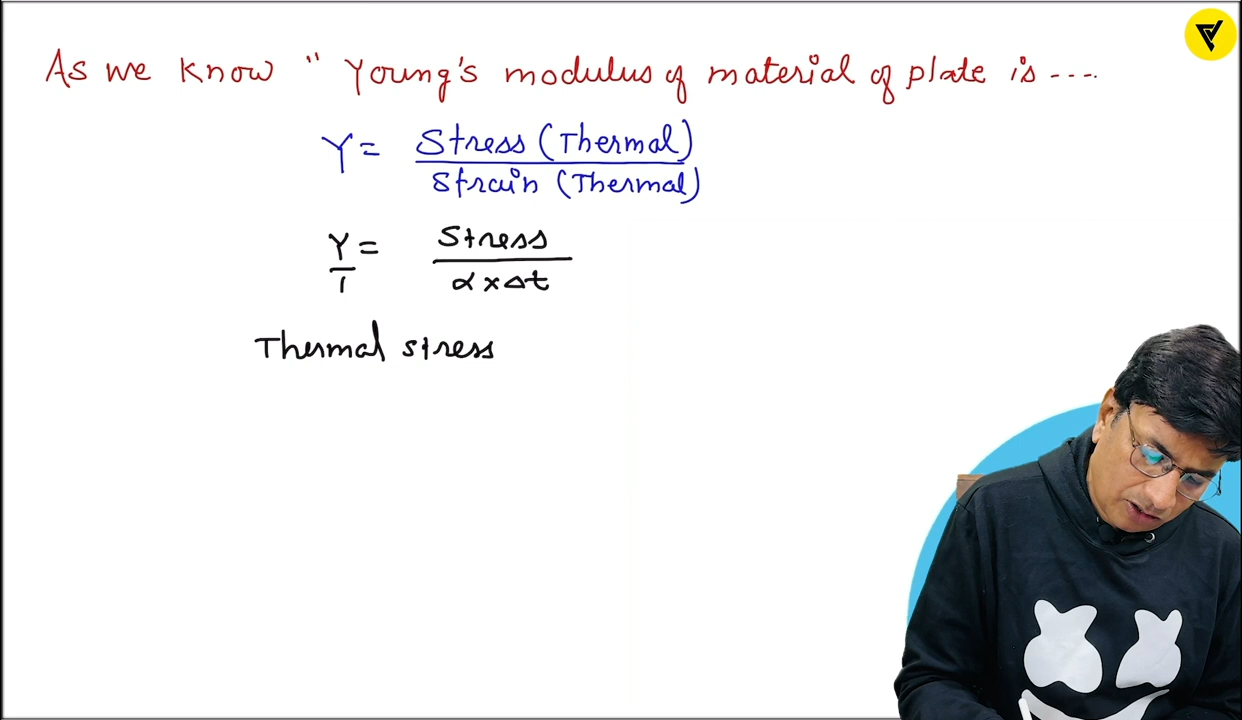 As we know " Young's modulus of material of plate is ----
Y = Stress (Thermal)
Strain (Thermal)
Y = Stress
1 α × Δt
Thermal stress